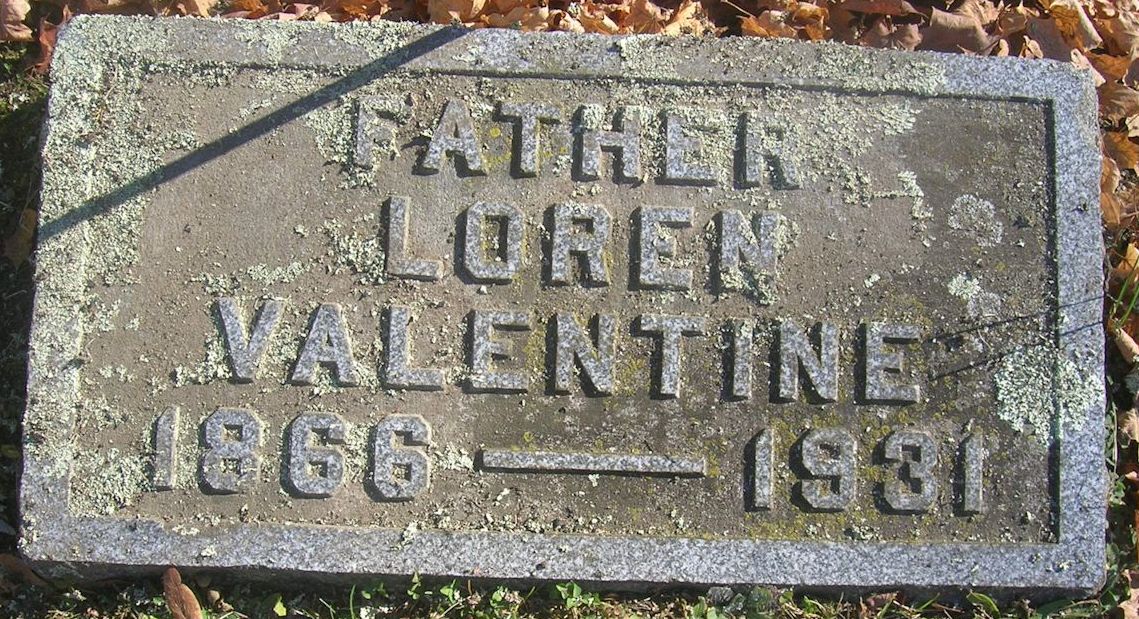 FATHER
LOREN
VALENTINE
1866 — 1931